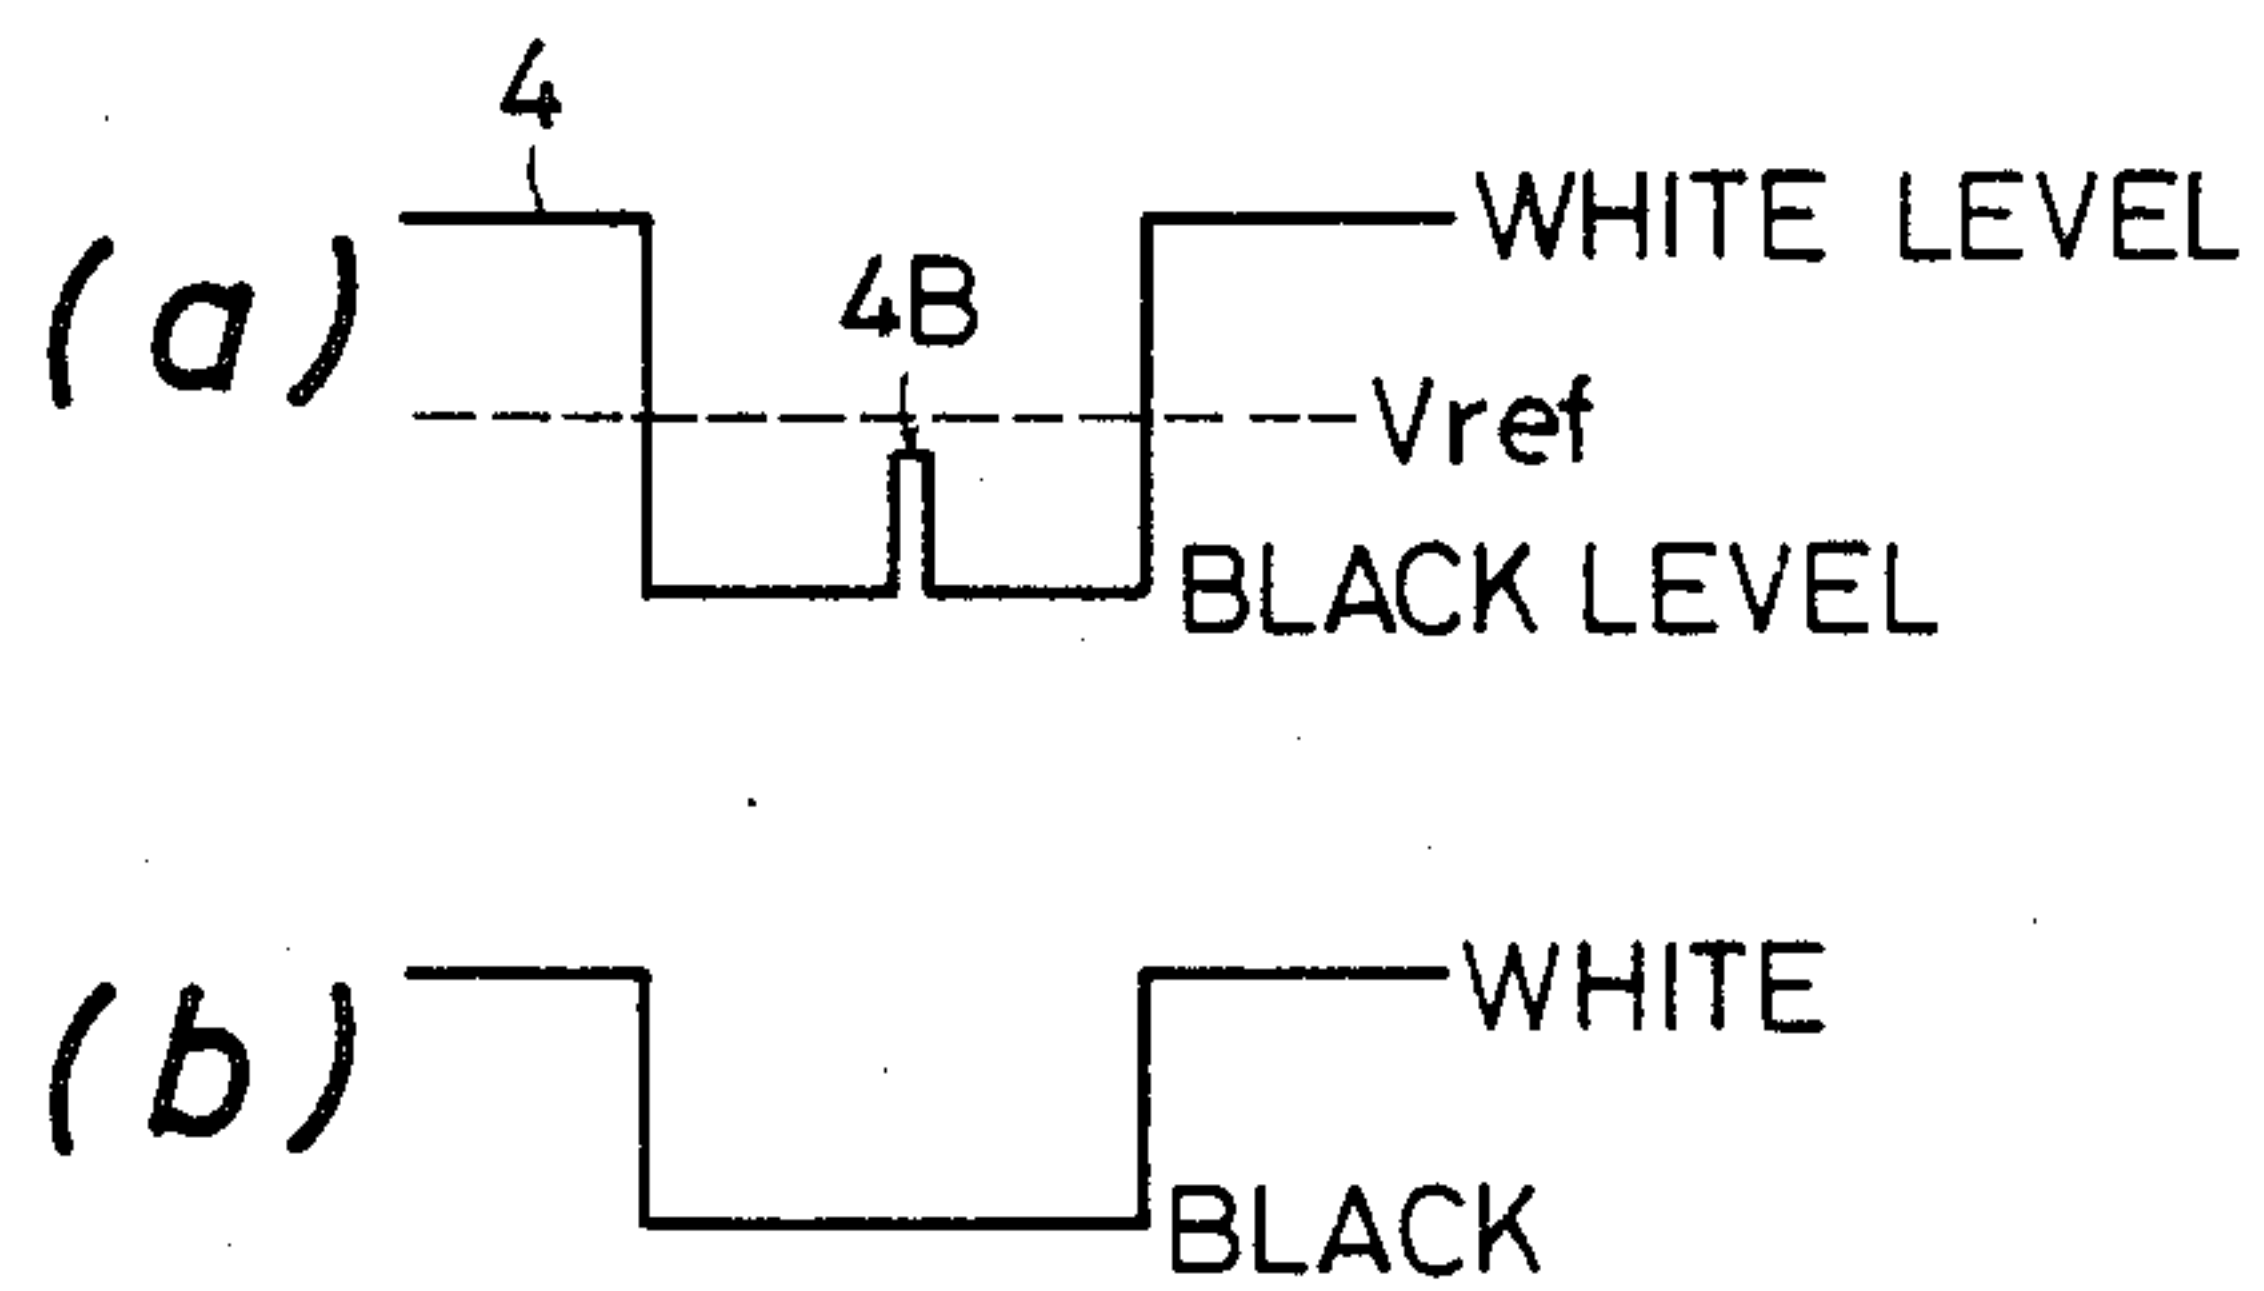 4
WHITE LEVEL
(a)
4B
Vref
BLACK LEVEL
WHITE
(b)
BLACK